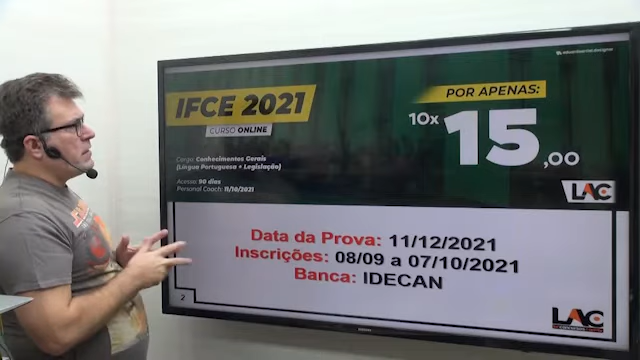 IFCE 2021
CURSO ONLINE
POR APENAS:
10x 15,00
Cargo: Conhecimentos Gerais
(Língua Portuguesa + Legislação)
Acesso: 90 dias
Personal Coach: 11/10/2021
LAC
Data da Prova: 11/12/2021
Inscrições: 08/09 a 07/10/2021
Banca: IDECAN
2
LAC